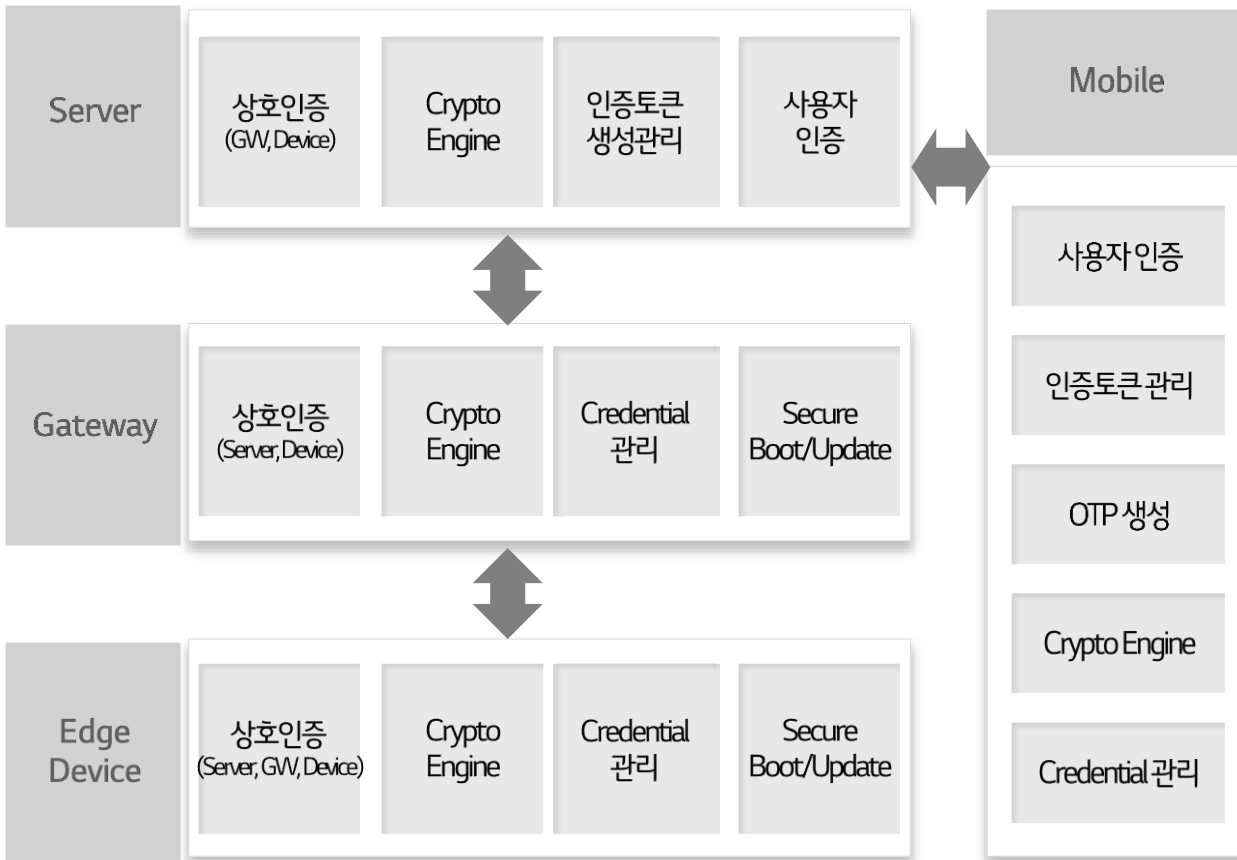 Server
상호인증
(GW, Device)
Crypto
Engine
인증토큰
생성관리
사용자
인증
Gateway
상호인증
(Server, Device)
Crypto
Engine
Credential
관리
Secure
Boot/Update
Edge
Device
상호인증
(Server, GW, Device)
Crypto
Engine
Credential
관리
Secure
Boot/Update
Mobile
사용자 인증
인증토큰 관리
OTP 생성
Crypto Engine
Credential 관리